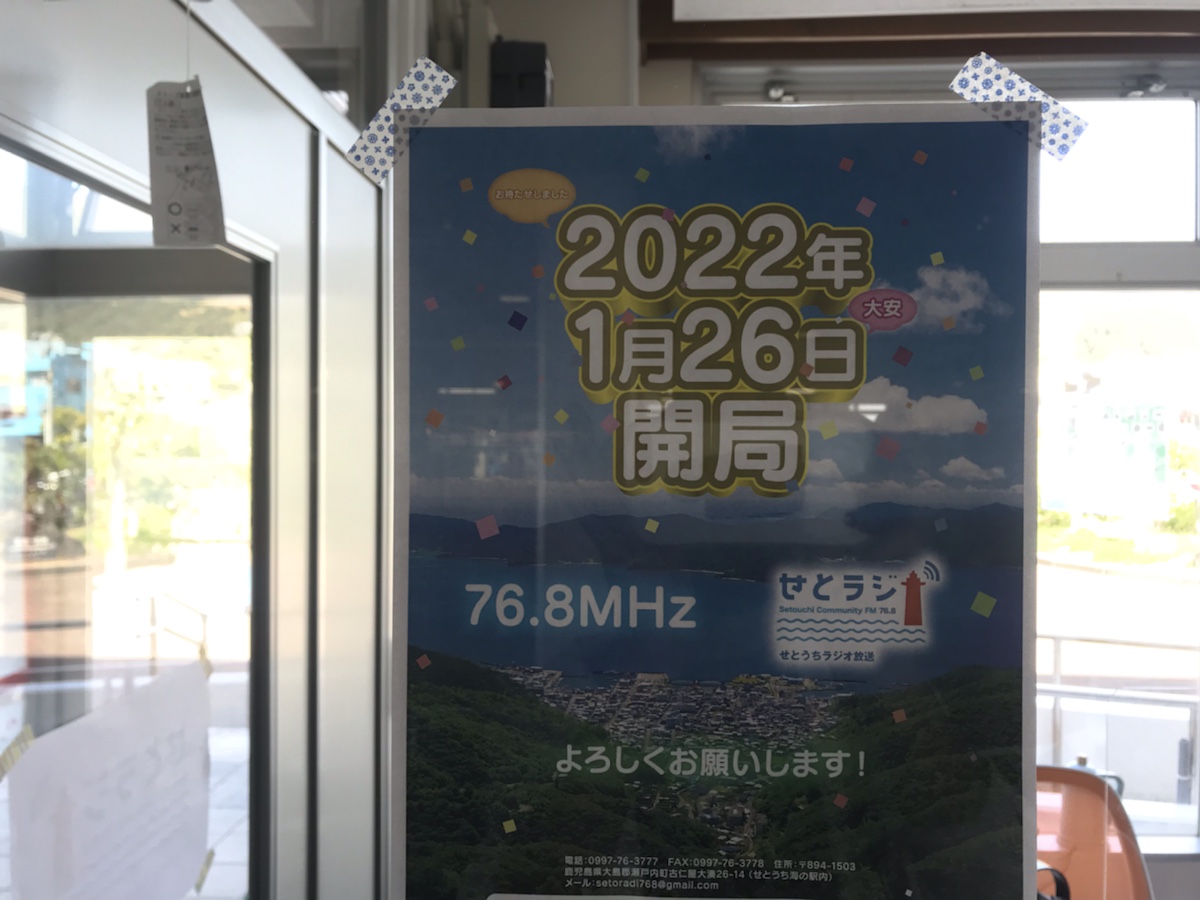 お待たせしました
2022年
1月26日
大安
開局
76.8MHz
せとラジ
Setouchi Community FM 76.8
せとうちラジオ放送
よろしくお願いします！
電話：0997-76-3777 FAX：0997-76-3778 住所：〒894-1503
鹿児島県大島郡瀬戸内町古仁屋大湊26-14（せとうち海の駅内）
メール：setoradi768@gmail.com